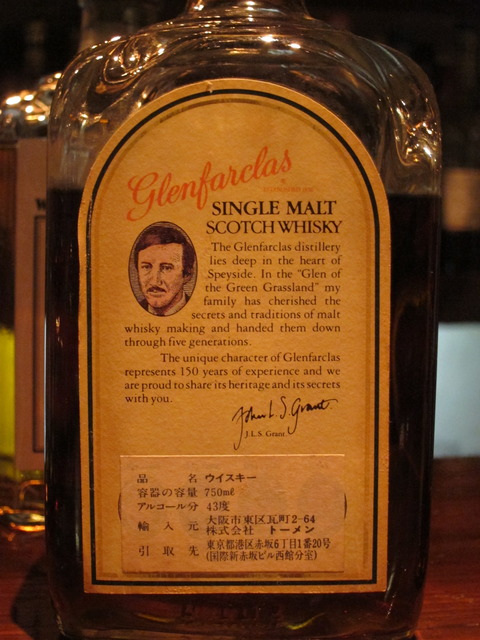 Glenfarclas
SINGLE MALT
SCOTCH WHISKY
The Glenfarclas distillery
lies deep in the heart of
Speyside. In the "Glen of
the Green Grassland" my
family has cherished the
secrets and traditions of malt
whisky making and handed them down
through five generations.
The unique character of Glenfarclas
represents 150 years of experience and we
are proud to share its heritage and its secrets
with you.
John L. S. Grant
J.L.S. Grant
品 名 ウイスキー
容器の容量 750mℓ
アルコール分 43度
輸入元 大阪市東区瓦町2-64
株式会社 トーメン
引取先 東京都港区赤坂6丁目1番20号
(国際新赤坂ビル西館分室)